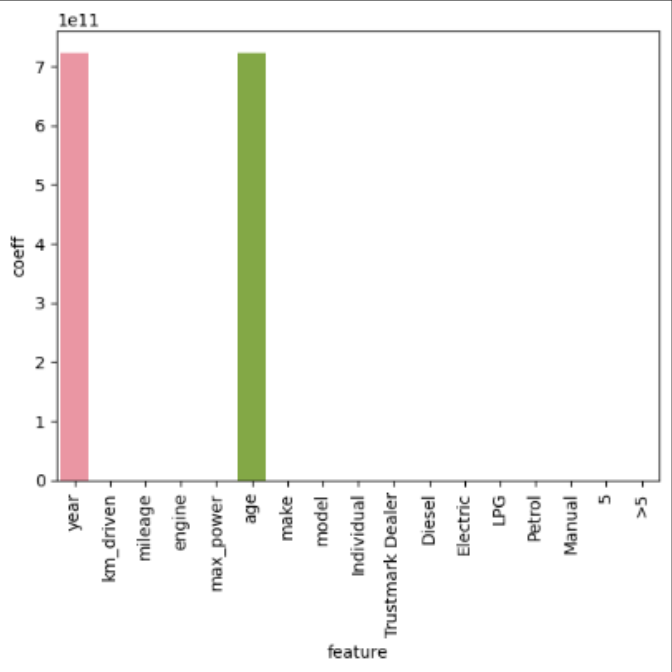 1e11
7
6
5
4
3
2
1
0
coeff
year
km_driven
mileage
engine
max_power
age
make
model
Individual
Trustmark Dealer
Diesel
Electric
LPG
Petrol
Manual
5
>5
feature